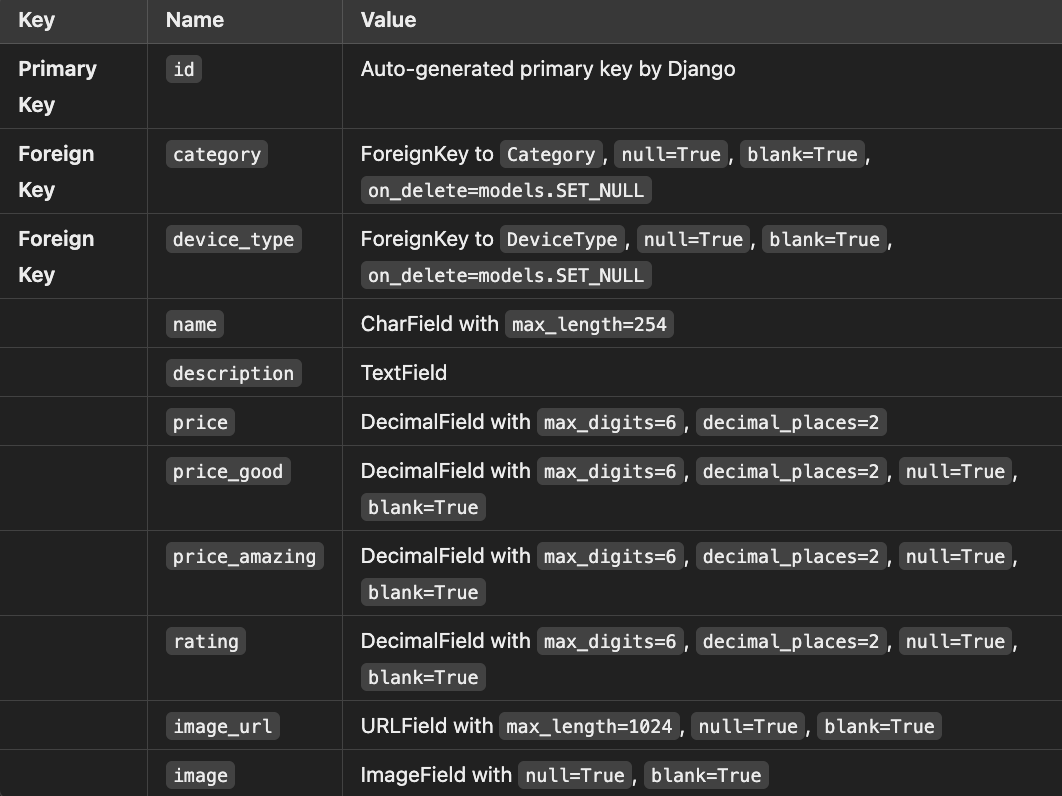 Key Name Value
Primary Key id Auto-generated primary key by Django
Foreign Key category ForeignKey to Category, null=True, blank=True,
on_delete=models.SET_NULL
Foreign Key device_type ForeignKey to DeviceType, null=True, blank=True,
on_delete=models.SET_NULL
name CharField with max_length=254
description TextField
price DecimalField with max_digits=6, decimal_places=2
price_good DecimalField with max_digits=6, decimal_places=2, null=True,
blank=True
price_amazing DecimalField with max_digits=6, decimal_places=2, null=True,
blank=True
rating DecimalField with max_digits=6, decimal_places=2, null=True,
blank=True
image_url URLField with max_length=1024, null=True, blank=True
image ImageField with null=True, blank=True